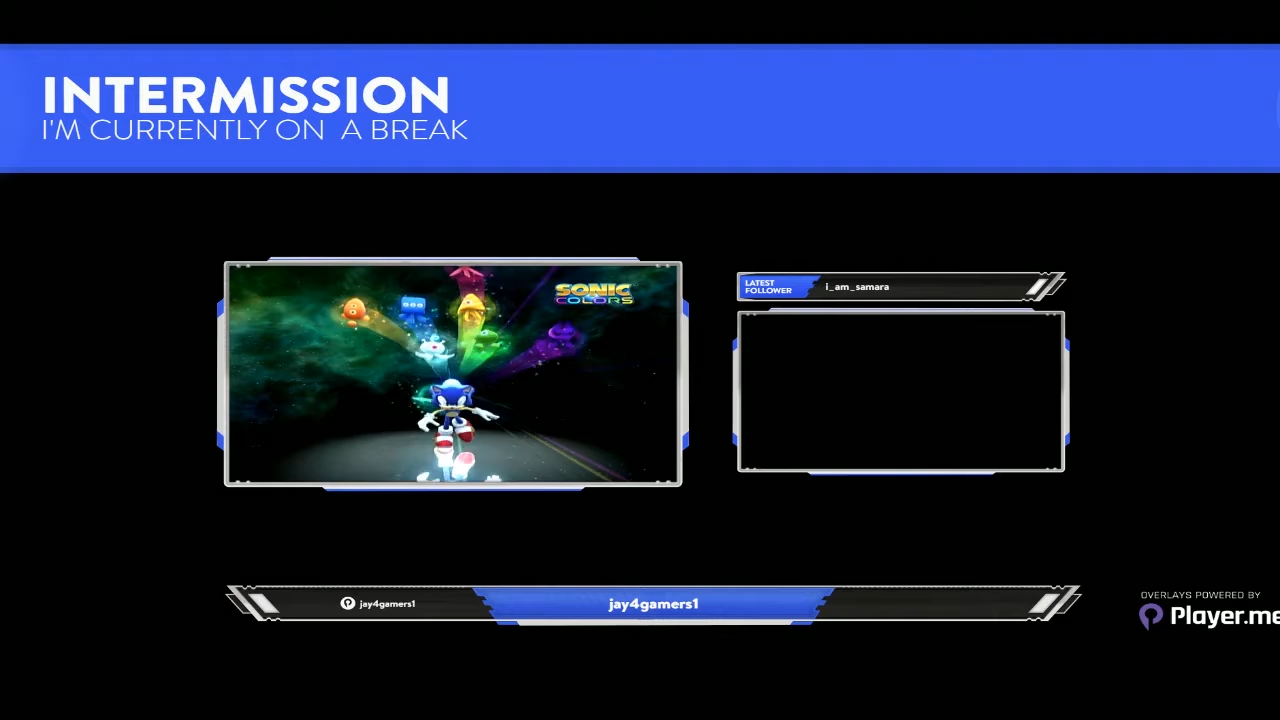 INTERMISSION
I'M CURRENTLY ON A BREAK
SONIC
COLORS
LATEST
FOLLOWER
i_am_samara
jay4gamers1
jay4gamers1
OVERLAYS POWERED BY
Player.me